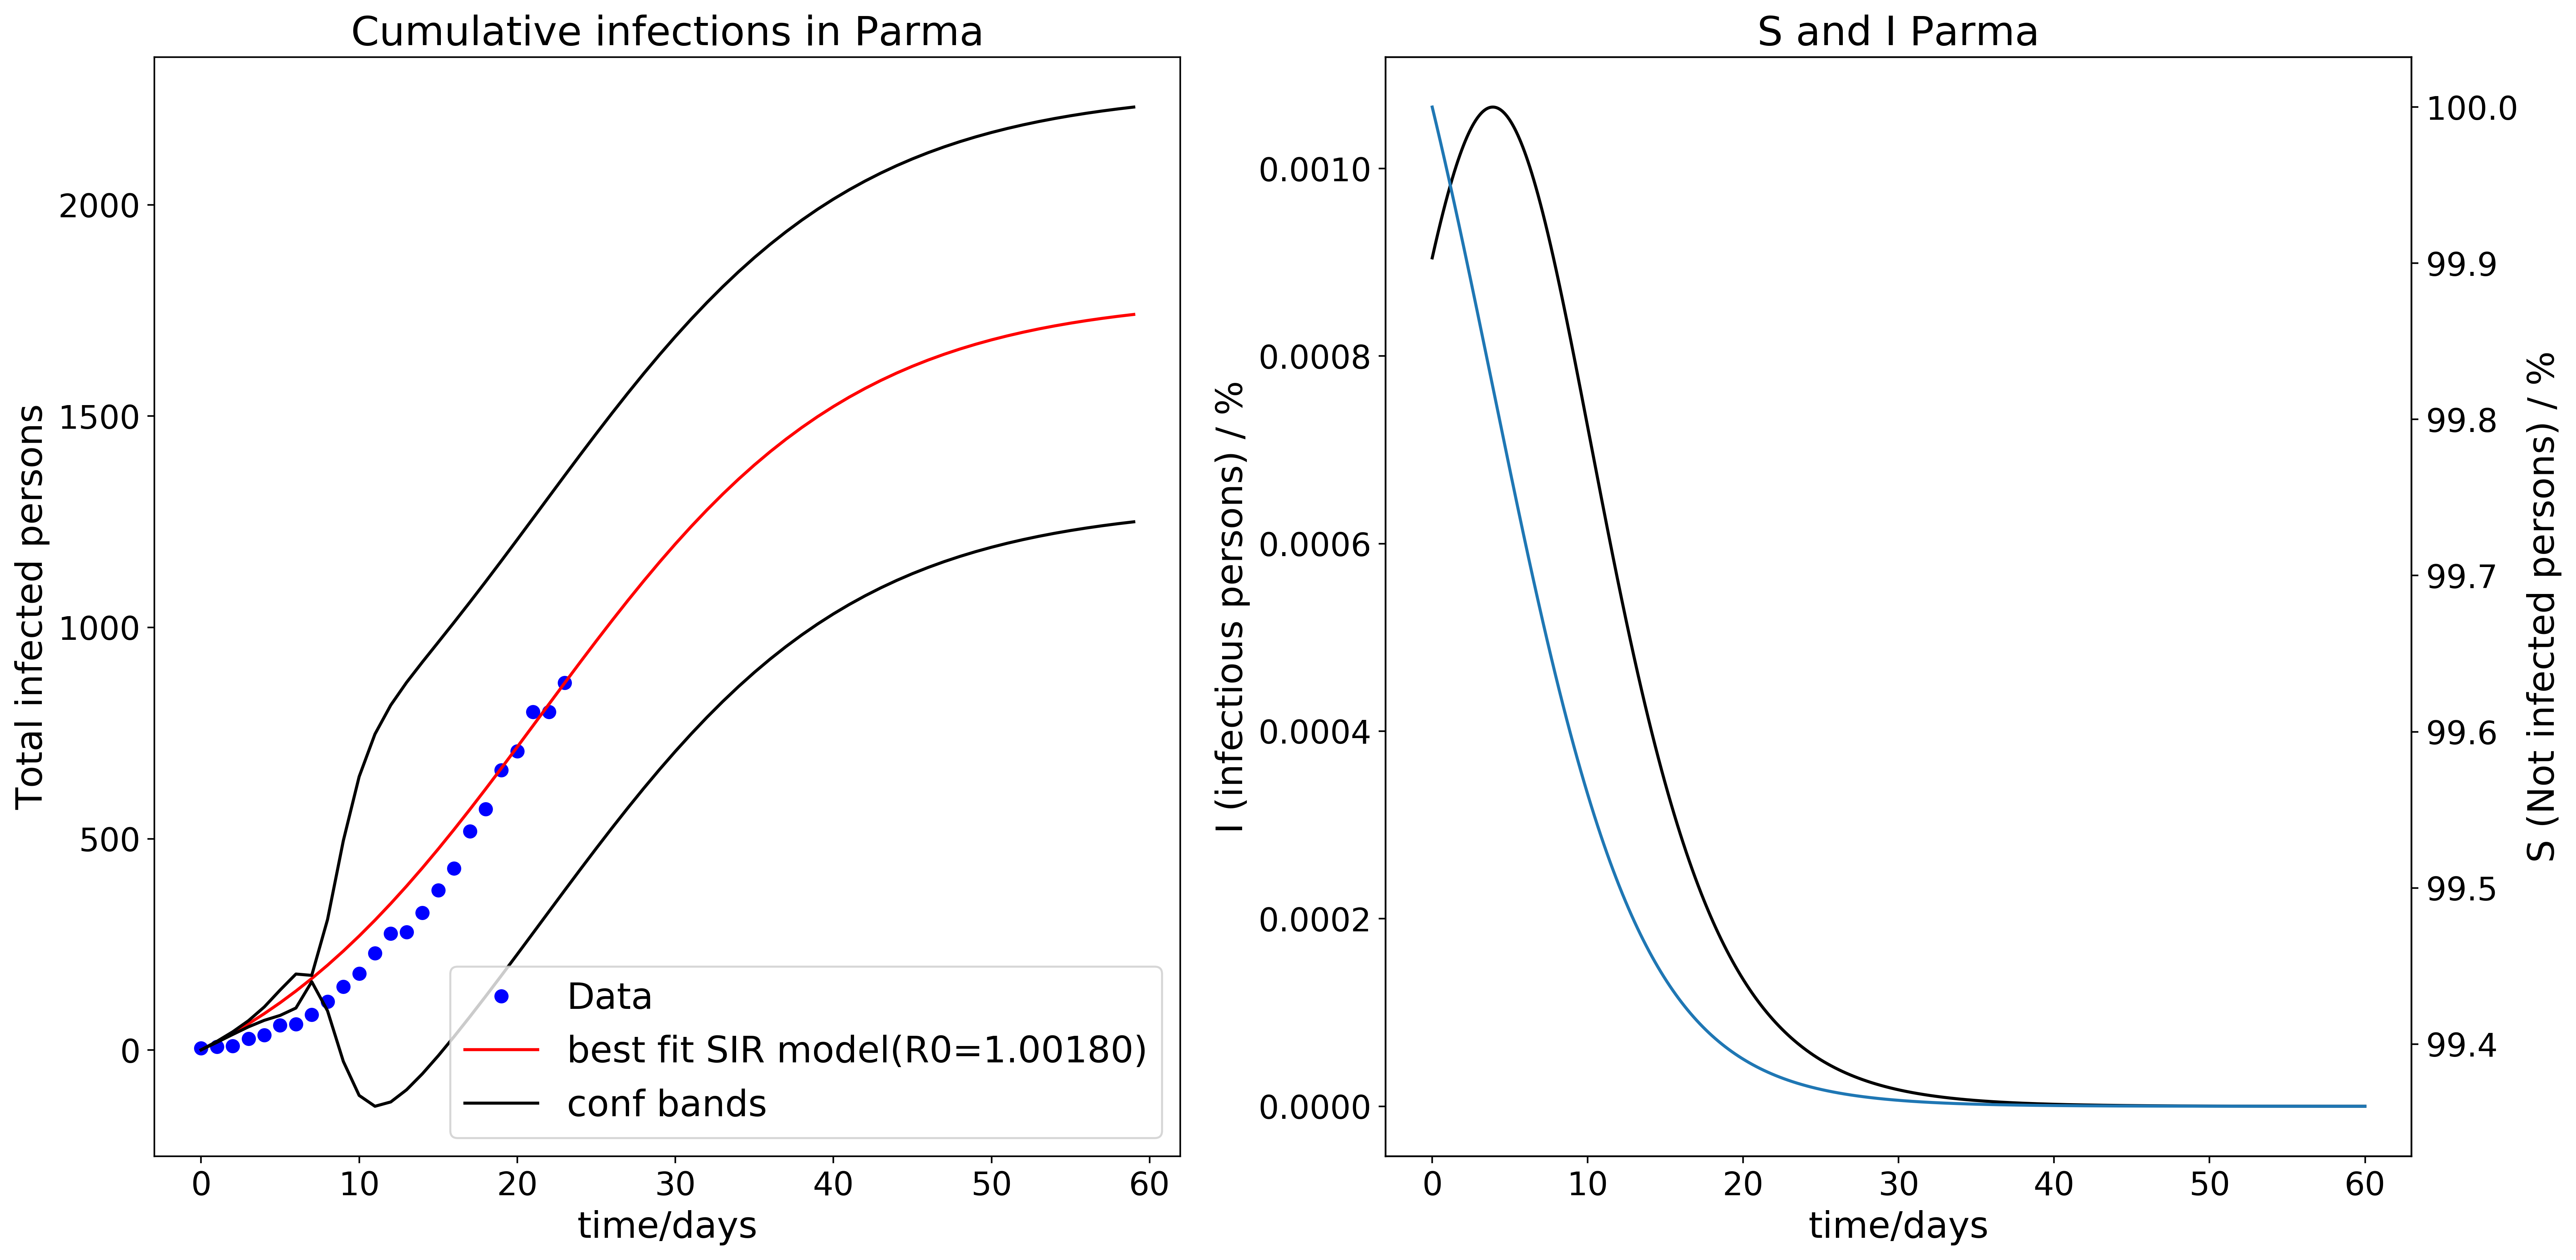 Cumulative infections in Parma
Total infected persons
2000
1500
1000
500
0
0 10 20 30 40 50 60
time/days
Data
best fit SIR model(R0=1.00180)
conf bands
S and I Parma
I (infectious persons) / %
0.0010
0.0008
0.0006
0.0004
0.0002
0.0000
0 10 20 30 40 50 60
time/days
100.0
99.9
99.8
99.7
99.6
99.5
99.4
S (Not infected persons) / %